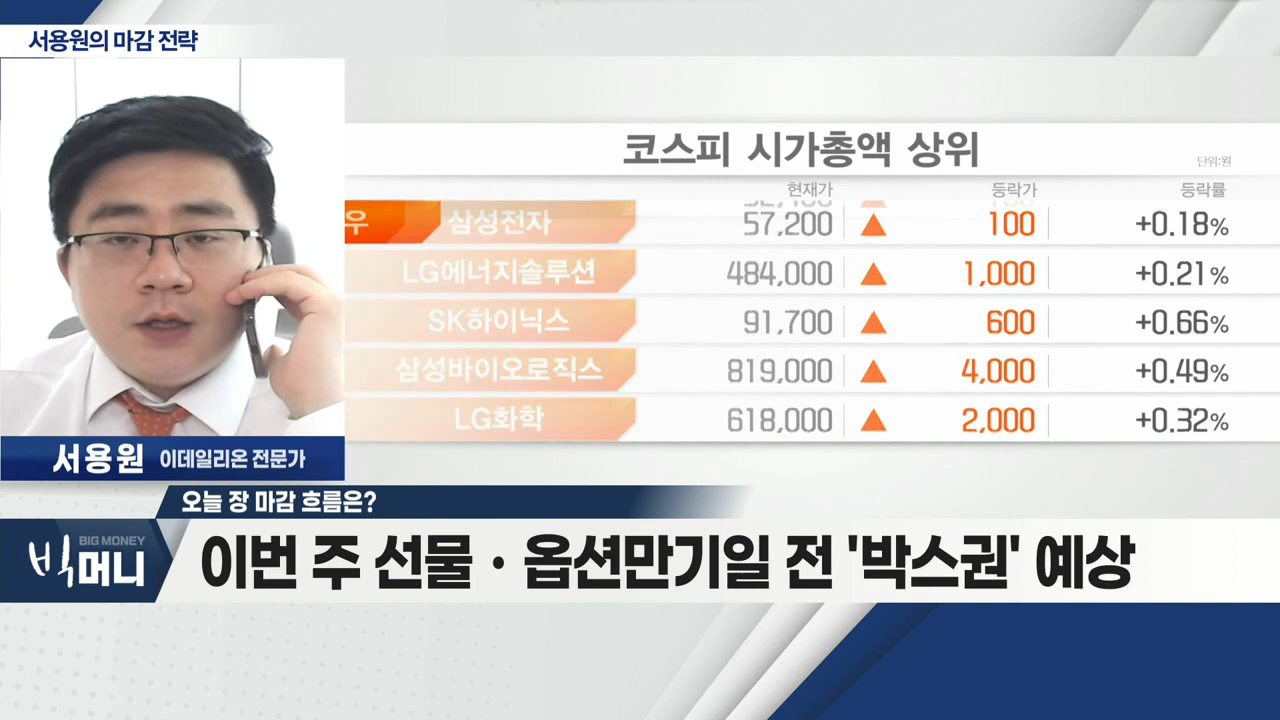 서용원의 마감 전략
코스피 시가총액 상위
단위:원
현재가 등락가 등락률
우 삼성전자 57,200 ▲ 100 +0.18%
LG에너지솔루션 484,000 ▲ 1,000 +0.21%
SK하이닉스 91,700 ▲ 600 +0.66%
삼성바이오로직스 819,000 ▲ 4,000 +0.49%
LG화학 618,000 ▲ 2,000 +0.32%
서용원 이데일리온 전문가
오늘 장 마감 흐름은?
BIG MONEY
빅머니
이번 주 선물·옵션만기일 전 '박스권' 예상